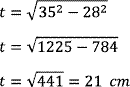 t = √35² − 28²
t = √1225 − 784
t = √441 = 21 cm